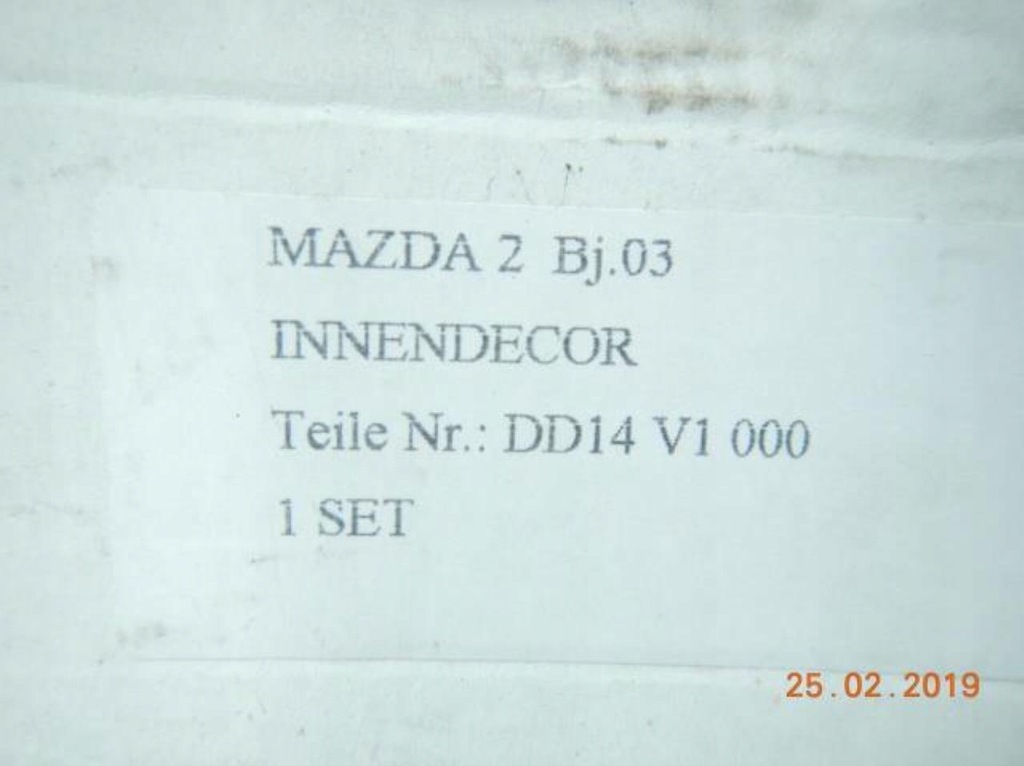 MAZDA 2 Bj.03
INNENDECOR
Teile Nr.: DD14 V1 000
1 SET
25.02.2019